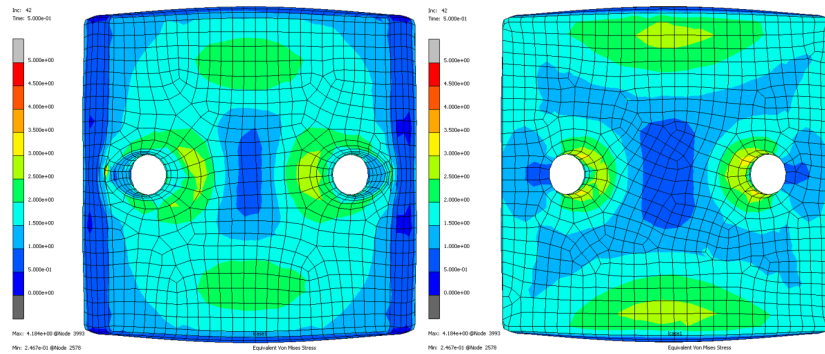 Inc: 42
Time: 5.000e-01
5.000e+00
4.500e+00
4.000e+00
3.500e+00
3.000e+00
2.500e+00
2.000e+00
1.500e+00
1.000e+00
5.000e-01
0.000e+00
Max: 4.184e+00 @Node 3993
Min: 2.467e-01 @Node 2578
lcase1
Equivalent Von Mises Stress
Inc: 42
Time: 5.000e-01
5.000e+00
4.500e+00
4.000e+00
3.500e+00
3.000e+00
2.500e+00
2.000e+00
1.500e+00
1.000e+00
5.000e-01
0.000e+00
Max: 4.184e+00 @Node 3993
Min: 2.467e-01 @Node 2578
lcase1
Equivalent Von Mises Stress